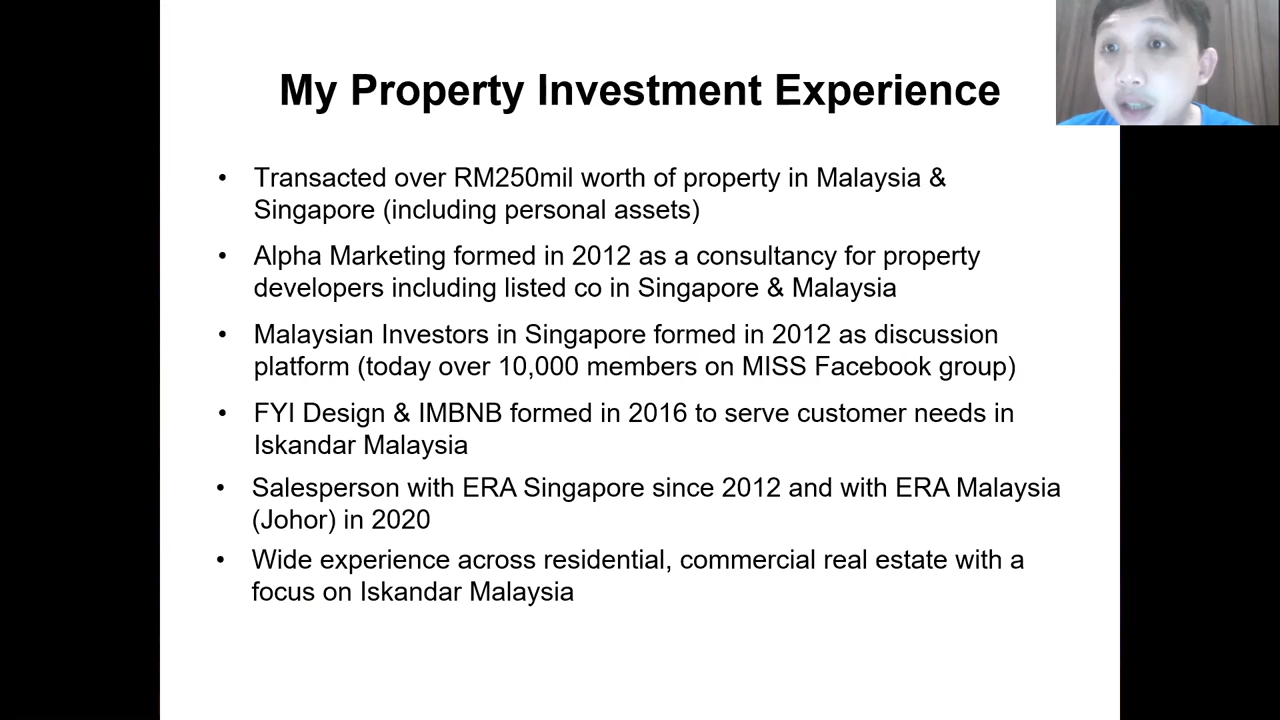 My Property Investment Experience
• Transacted over RM250mil worth of property in Malaysia &
Singapore (including personal assets)
• Alpha Marketing formed in 2012 as a consultancy for property
developers including listed co in Singapore & Malaysia
• Malaysian Investors in Singapore formed in 2012 as discussion
platform (today over 10,000 members on MISS Facebook group)
• FYI Design & IMBNB formed in 2016 to serve customer needs in
Iskandar Malaysia
• Salesperson with ERA Singapore since 2012 and with ERA Malaysia
(Johor) in 2020
• Wide experience across residential, commercial real estate with a
focus on Iskandar Malaysia